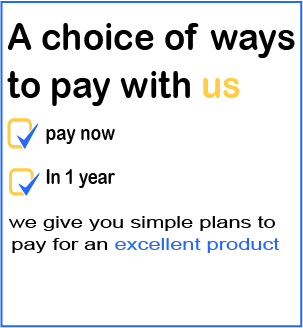 A choice of ways
to pay with us
pay now
In 1 year
we give you simple plans to
pay for an excellent product